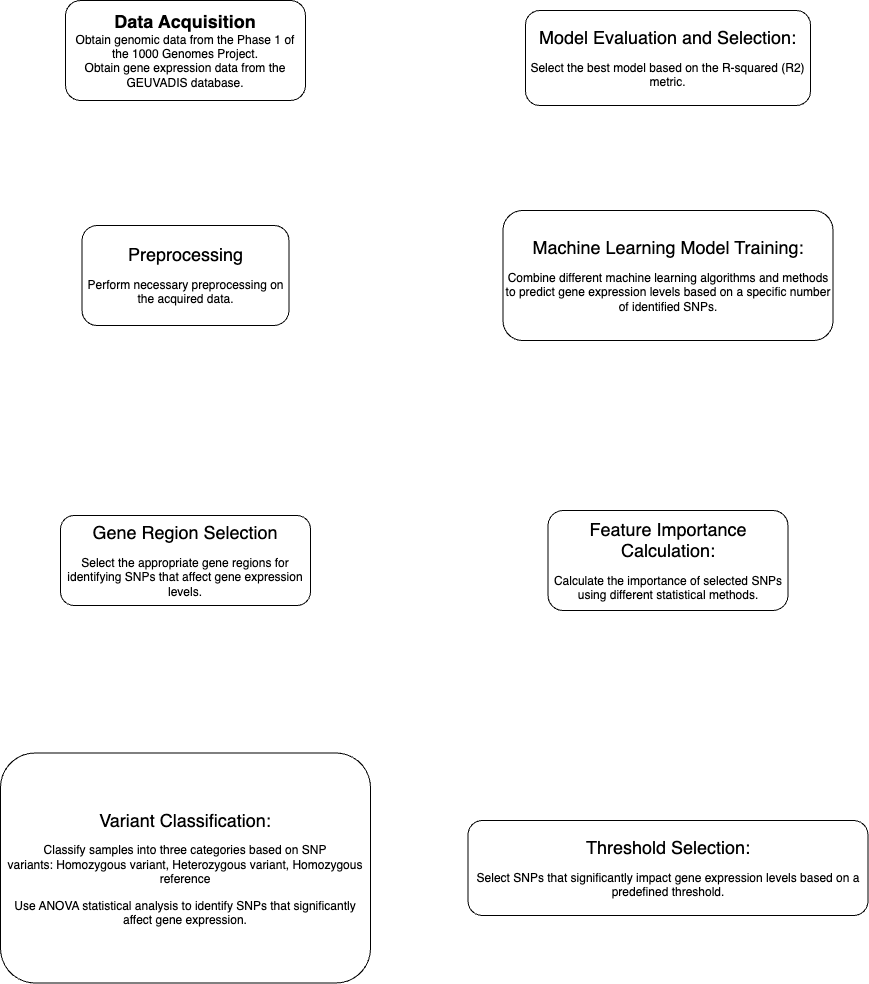 Data Acquisition
Obtain genomic data from the Phase 1 of
the 1000 Genomes Project.
Obtain gene expression data from the
GEUVADIS database.
Preprocessing
Perform necessary preprocessing on
the acquired data.
Gene Region Selection
Select the appropriate gene regions for
identifying SNPs that affect gene expression
levels.
Variant Classification:
Classify samples into three categories based on SNP
variants: Homozygous variant, Heterozygous variant, Homozygous
reference
Use ANOVA statistical analysis to identify SNPs that significantly
affect gene expression.
Threshold Selection:
Select SNPs that significantly impact gene expression levels based on a
predefined threshold.
Feature Importance
Calculation:
Calculate the importance of selected SNPs
using different statistical methods.
Machine Learning Model Training:
Combine different machine learning algorithms and methods
to predict gene expression levels based on a specific number
of identified SNPs.
Model Evaluation and Selection:
Select the best model based on the R-squared (R2)
metric.